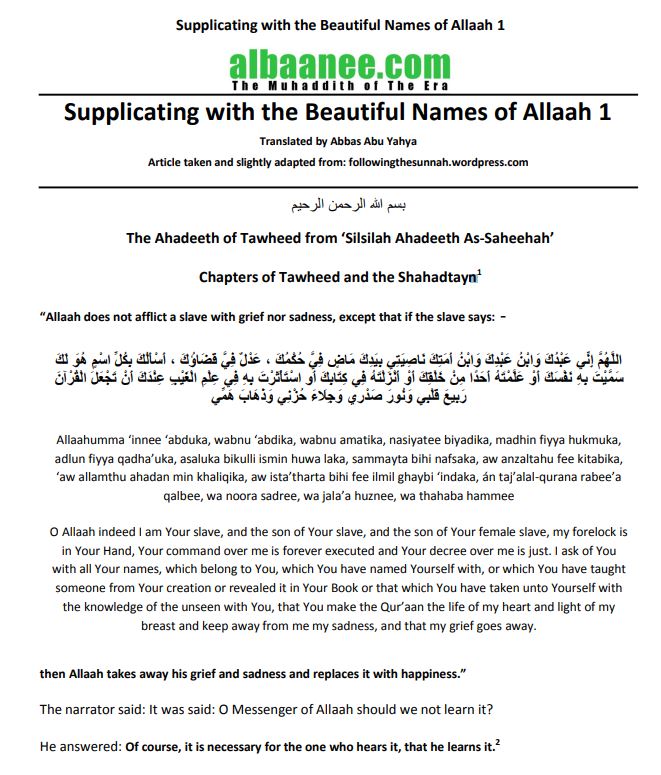 Supplicating with the Beautiful Names of Allaah 1
albaanee.com
The Muhaddith of The Era
Supplicating with the Beautiful Names of Allaah 1
Translated by Abbas Abu Yahya
Article taken and slightly adapted from: followingthesunnah.wordpress.com
بسم الله الرحمن الرحيم
The Ahadeeth of Tawheed from ‘Silsilah Ahadeeth As-Saheehah’
Chapters of Tawheed and the Shahadtayn1
“Allaah does not afflict a slave with grief nor sadness, except that if the slave says: –
اللَّهُمَّ إِنِّي عَبْدُكَ وَابْنُ عَبْدِكَ وَابْنُ أَمَتِكَ نَاصِيَتِي بِيَدِكَ مَاضٍ فِيَّ حُكْمُكَ ، عَدْلٌ فِيَّ قَضَاؤُكَ ، أَسْأَلُكَ بِكُلِّ اسْمٍ هُوَ لَكَ
سَمَّيْتَ بِهِ نَفْسَكَ أَوْ عَلَّمْتَهُ أَحَدًا مِنْ خَلْقِكَ أَوْ أَنْزَلْتَهُ فِي كِتَابِكَ أَوِ اسْتَأْثَرْتَ بِهِ فِي عِلْمِ الْغَيْبِ عِنْدَكَ أَنْ تَجْعَلَ الْقُرْآنَ
رَبِيعَ قَلْبِي وَنُورَ صَدْرِي وَجِلَاءَ حُزْنِي وَذَهَابَ هَمِّي
Allaahumma ‘innee ‘abduka, wabnu ‘abdika, wabnu amatika, nasiyatee biyadika, madhin fiyya hukmuka,
adlun fiyya qadha’uka, asaluka bikulli ismin huwa laka, sammayta bihi nafsaka, aw anzaltahu fee kitabika,
‘aw allamthu ahadan min khaliqika, aw ista’tharta bihi fee ilmil ghaybi ‘indaka, án taj’alal-qurana rabee’a
qalbee, wa noora sadree, wa jala’a huznee, wa thahaba hammee
O Allaah indeed I am Your slave, and the son of Your slave, and the son of Your female slave, my forelock is
in Your Hand, Your command over me is forever executed and Your decree over me is just. I ask of You
with all Your names, which belong to You, which You have named Yourself with, or which You have taught
someone from Your creation or revealed it in Your Book or that which You have taken unto Yourself with
the knowledge of the unseen with You, that You make the Qur’aan the life of my heart and light of my
breast and keep away from me my sadness, and that my grief goes away.
then Allaah takes away his grief and sadness and replaces it with happiness.”
The narrator said: It was said: O Messenger of Allaah should we not learn it?
He answered: Of course, it is necessary for the one who hears it, that he learns it.2